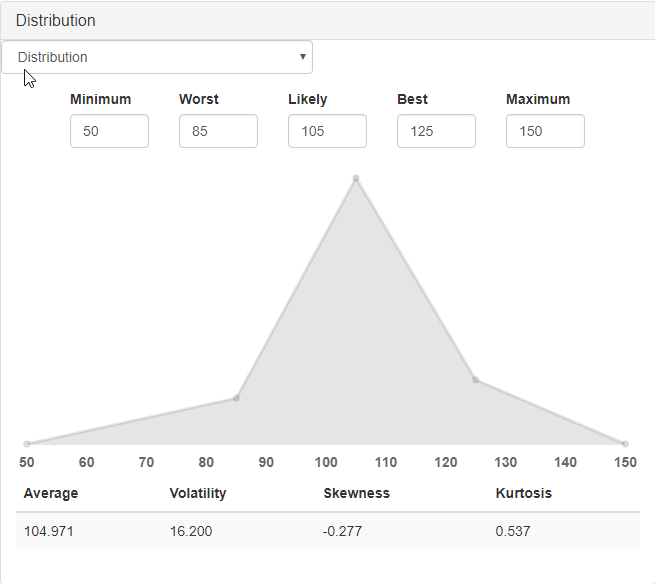 Distribution
Distribution
Minimum Worst Likely Best Maximum
50 85 105 125 150
50 60 70 80 90 100 110 120 130 140 150
Average Volatility Skewness Kurtosis
104.971 16.200 -0.277 0.537